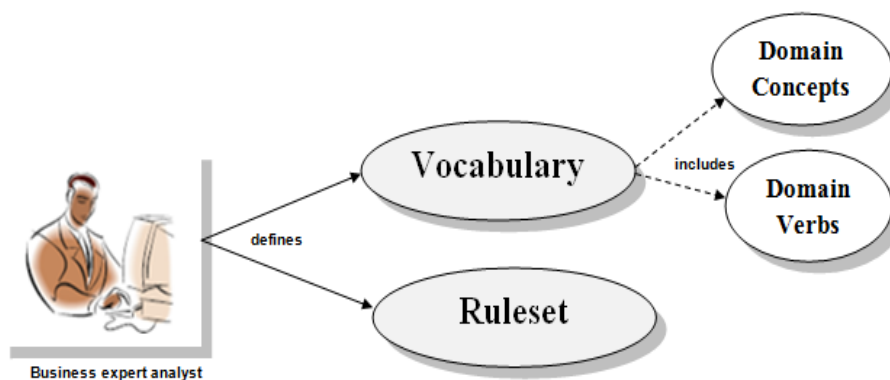 Domain
Concepts
Vocabulary
includes
Domain
Verbs
defines
Ruleset
Business expert analyst